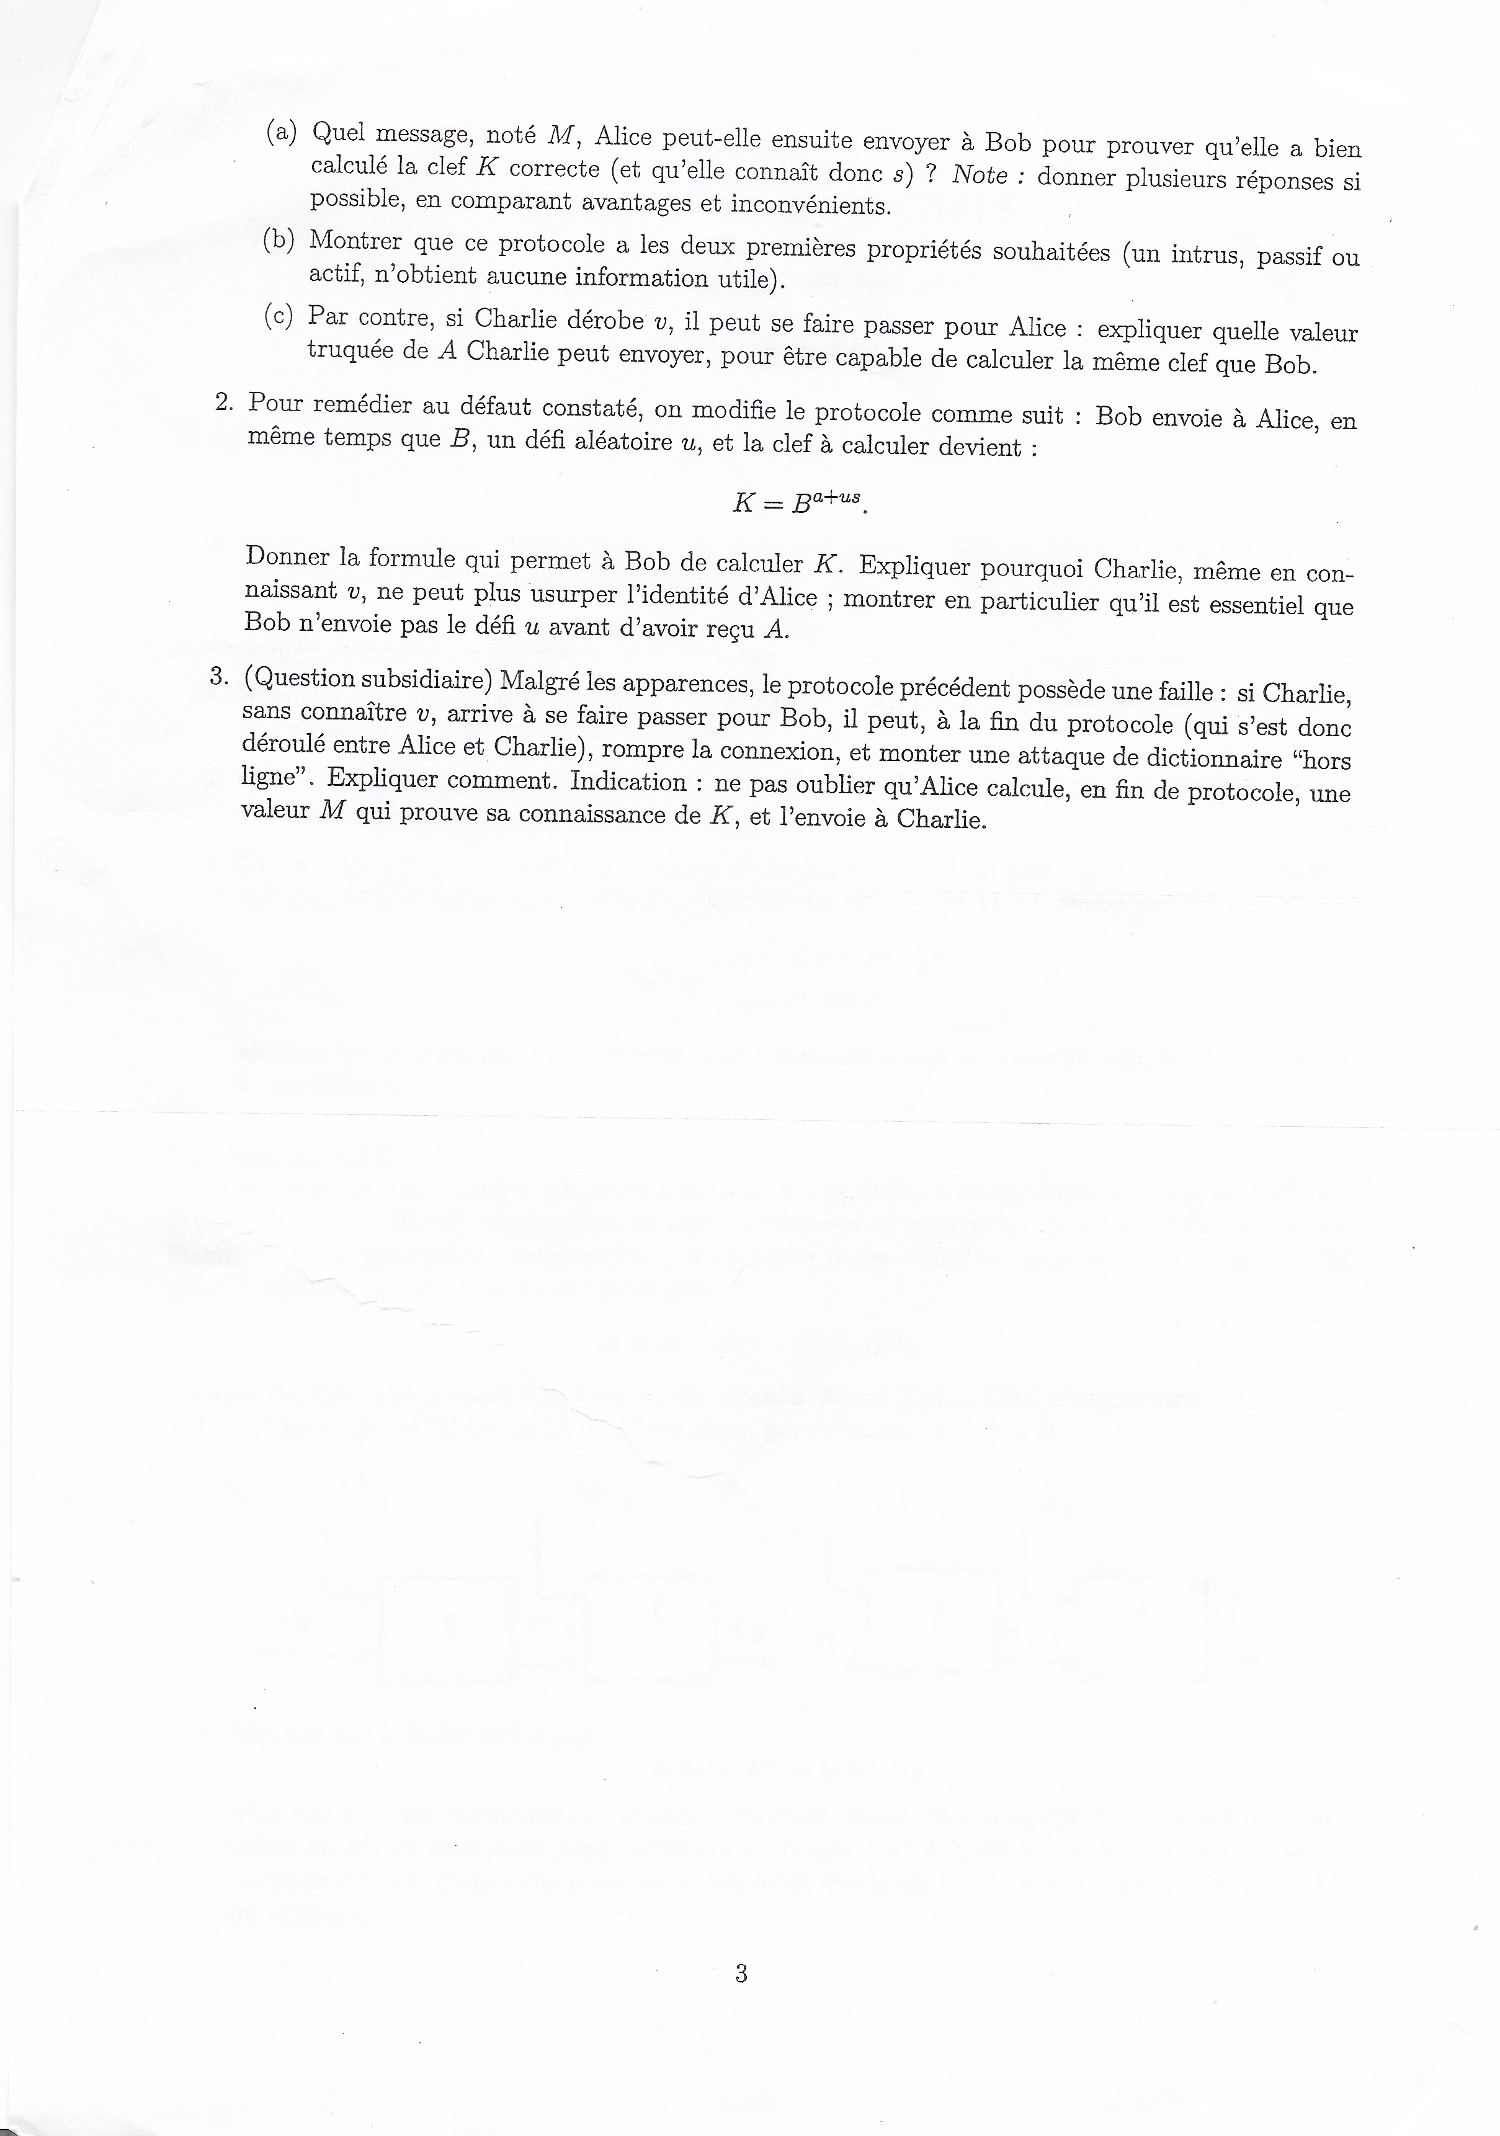 (a) Quel message, noté M, Alice peut-elle ensuite envoyer à Bob pour prouver qu'elle a bien
calculé la clef K correcte (et qu'elle connaît donc s) ? Note : donner plusieurs réponses si
possible, en comparant avantages et inconvénients.
(b) Montrer que ce protocole a les deux premières propriétés souhaitées (un intrus, passif ou
actif, n'obtient aucune information utile).
(c) Par contre, si Charlie dérobe v, il peut se faire passer pour Alice : expliquer quelle valeur
truquée de A Charlie peut envoyer, pour être capable de calculer la même clef que Bob.
2. Pour remédier au défaut constaté, on modifie le protocole comme suit : Bob envoie à Alice, en
même temps que B, un défi aléatoire u, et la clef à calculer devient :
K = B^{a+us}.
Donner la formule qui permet à Bob de calculer K. Expliquer pourquoi Charlie, même en con-
naissant v, ne peut plus usurper l'identité d'Alice ; montrer en particulier qu'il est essentiel que
Bob n'envoie pas le défi u avant d'avoir reçu A.
3. (Question subsidiaire) Malgré les apparences, le protocole précédent possède une faille : si Charlie,
sans connaître v, arrive à se faire passer pour Bob, il peut, à la fin du protocole (qui s'est donc
déroulé entre Alice et Charlie), rompre la connexion, et monter une attaque de dictionnaire "hors
ligne". Expliquer comment. Indication : ne pas oublier qu'Alice calcule, en fin de protocole, une
valeur M qui prouve sa connaissance de K, et l'envoie à Charlie.
3